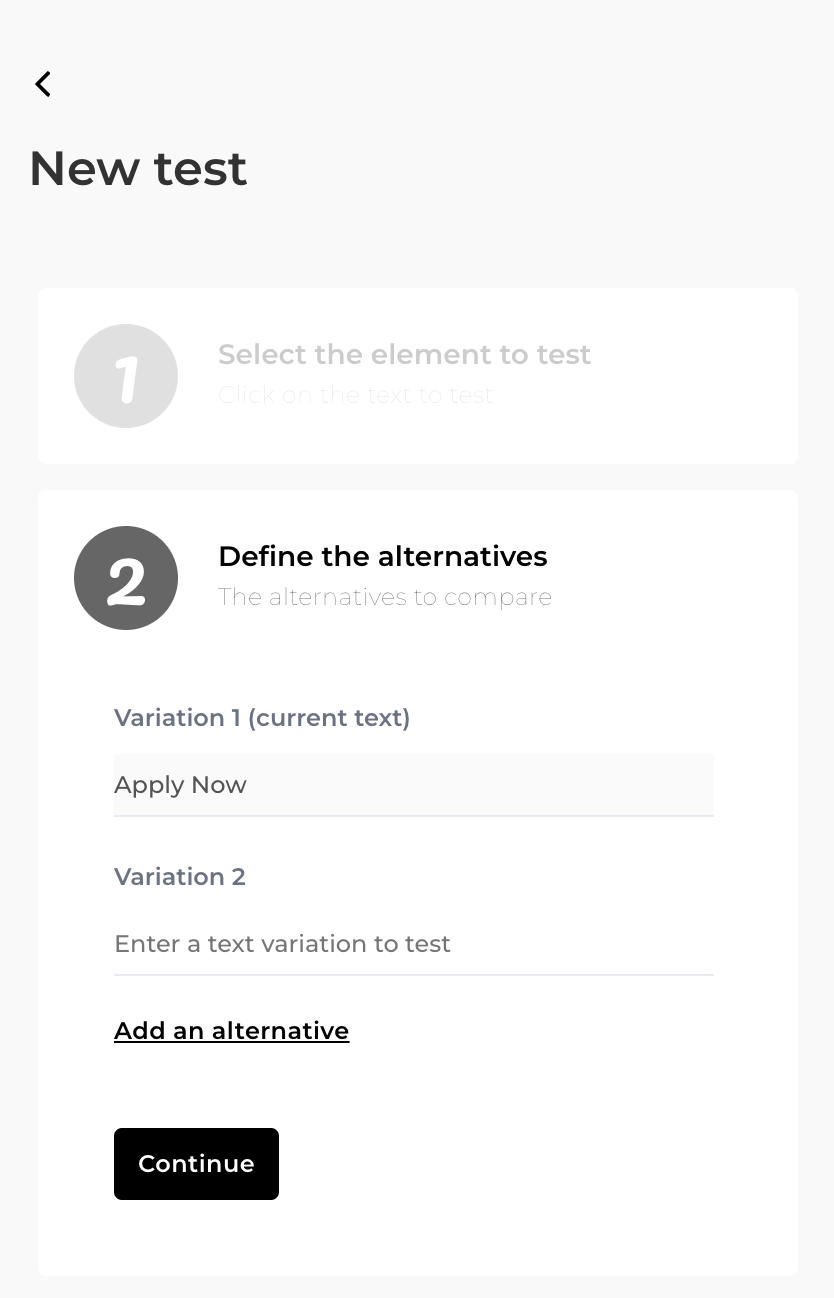 New test
1
Select the element to test
Click on the text to test
2
Define the alternatives
The alternatives to compare
Variation 1 (current text)
Apply Now
Variation 2
Enter a text variation to test
Add an alternative
Continue